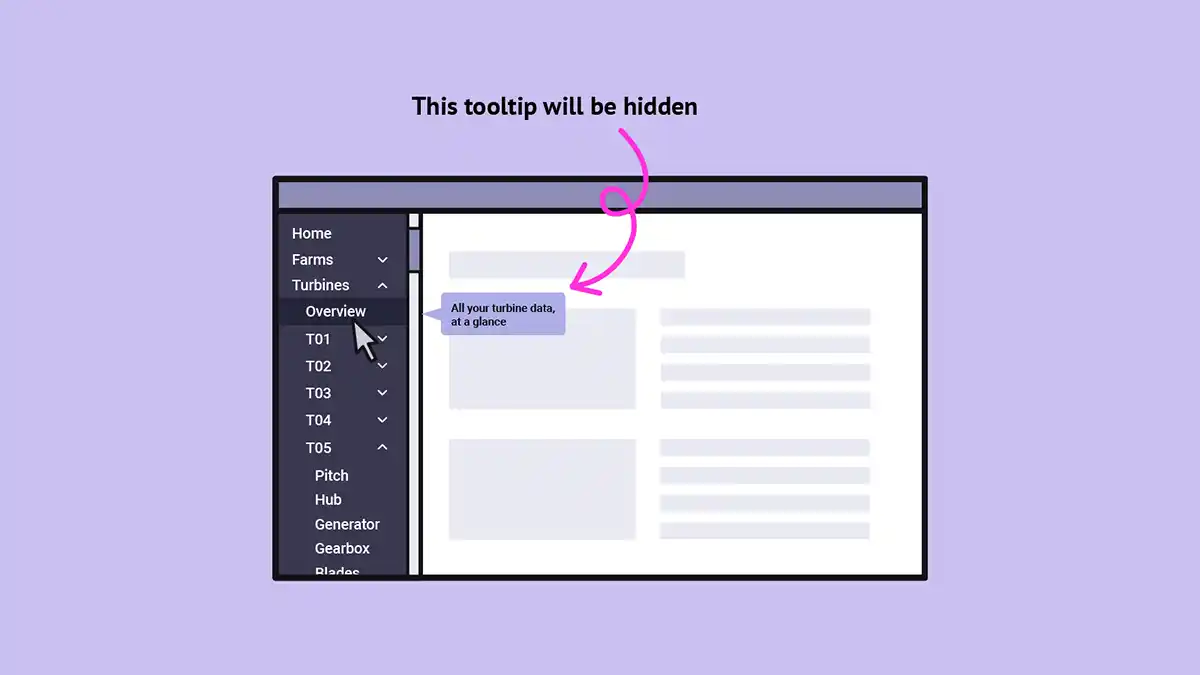 This tooltip will be hidden
Home
Farms
Turbines
Overview
All your turbine data,
at a glance
T01
T02
T03
T04
T05
Pitch
Hub
Generator
Gearbox
Blades